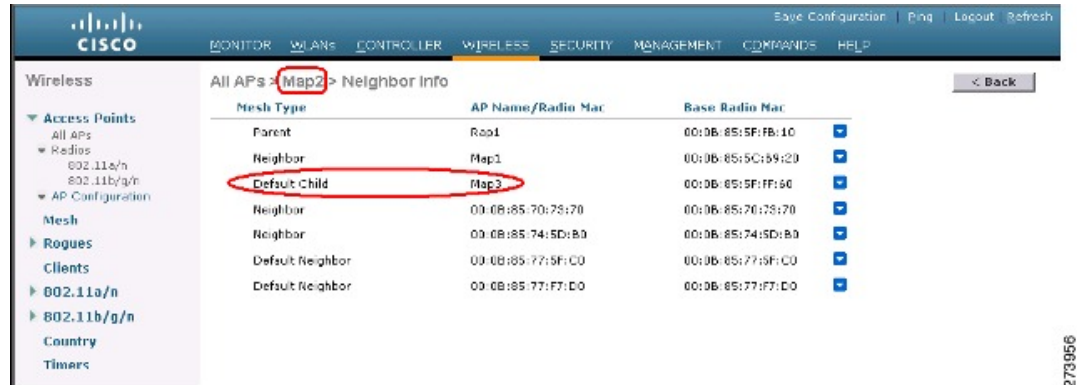 Save Configuration | Ping | Logout Refresh
CISCO
MONITOR WLANs CONTROLLER WIRELESS SECURITY MANAGEMENT COMMANDS HELP
Wireless
All APs > Map2 > Neighbor Info
< Back
Mesh Type AP Name/Radio Mac Base Radio Mac
Access Points
All APs
Radios
802.11a/n
802.11b/g/n
AP Configuration
Mesh
Rogues
Clients
802.11a/n
802.11b/g/n
Country
Timers
Parent Rap1 00:0B:85:5F:FB:10
Neighbor Map1 00:0B:85:5C:B9:20
Default Child Map3 00:0B:85:5F:FF:60
Neighbor 00:0B:85:70:73:70 00:0B:85:70:73:70
Neighbor 00:0B:85:74:5D:B0 00:0B:85:74:5D:B0
Default Neighbor 00:0B:85:77:5F:C0 00:0B:85:77:5F:C0
Default Neighbor 00:0B:85:77:F7:D0 00:0B:85:77:F7:D0
273956